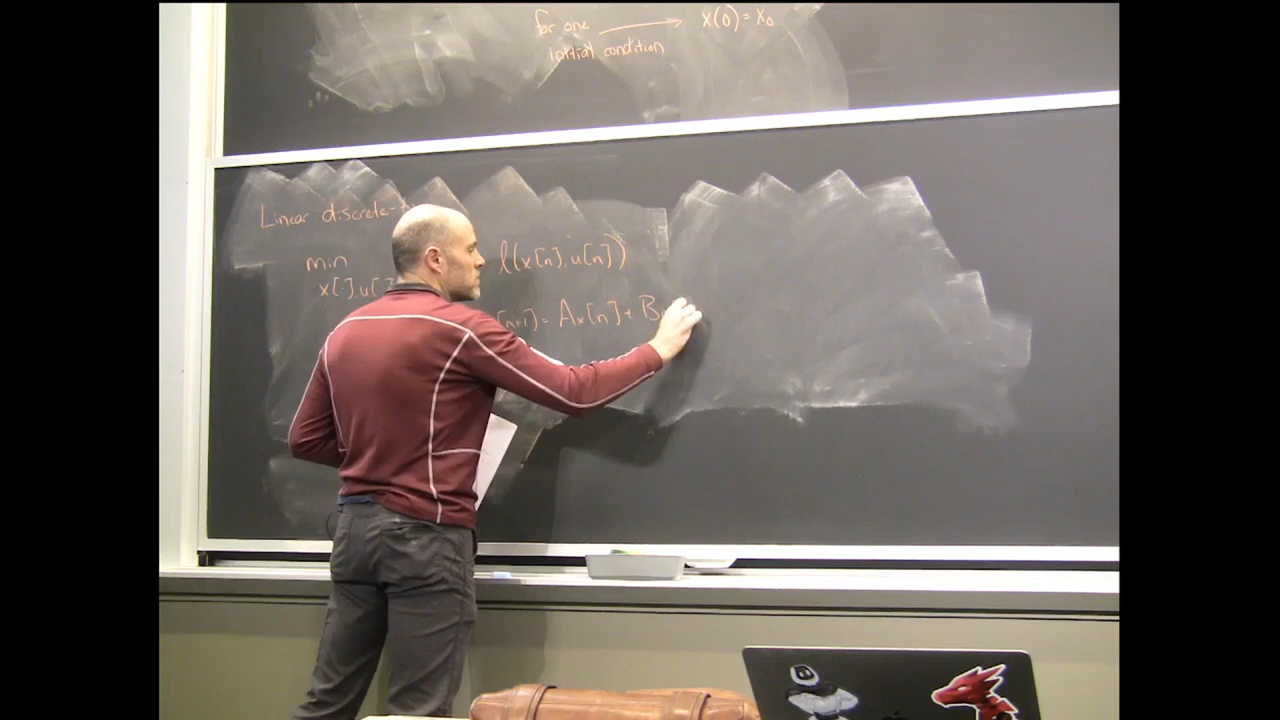 for one → x(0) = x₀
initial condition
Linear discrete-t
min ℓ(x[n], u[n])
x[·], u[
[n+1] = Ax[n] + B